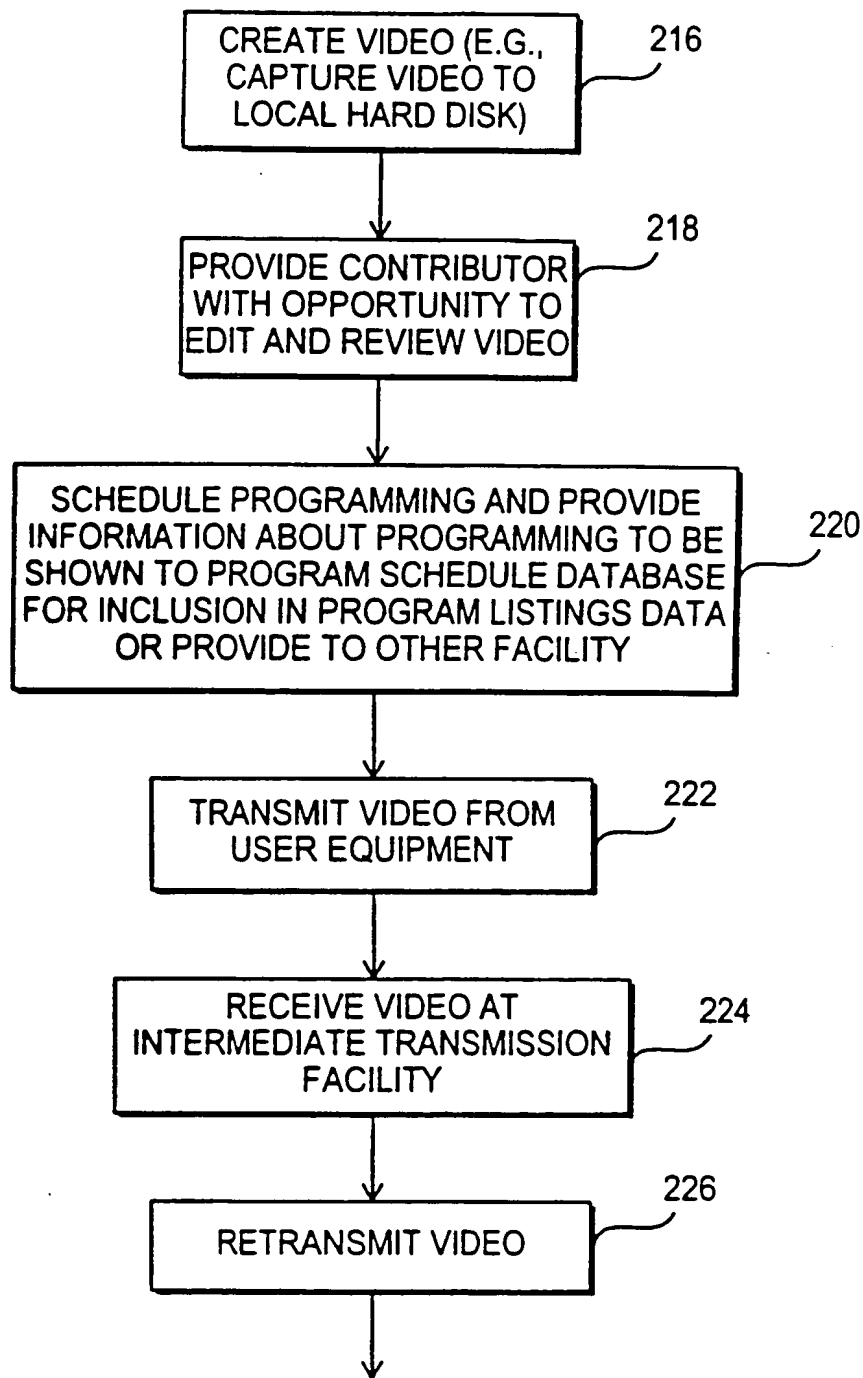 CREATE VIDEO (E.G.,
CAPTURE VIDEO TO
LOCAL HARD DISK)
216
PROVIDE CONTRIBUTOR
WITH OPPORTUNITY TO
EDIT AND REVIEW VIDEO
218
SCHEDULE PROGRAMMING AND PROVIDE
INFORMATION ABOUT PROGRAMMING TO BE
SHOWN TO PROGRAM SCHEDULE DATABASE
FOR INCLUSION IN PROGRAM LISTINGS DATA
OR PROVIDE TO OTHER FACILITY
220
TRANSMIT VIDEO FROM
USER EQUIPMENT
222
RECEIVE VIDEO AT
INTERMEDIATE TRANSMISSION
FACILITY
224
RETRANSMIT VIDEO
226